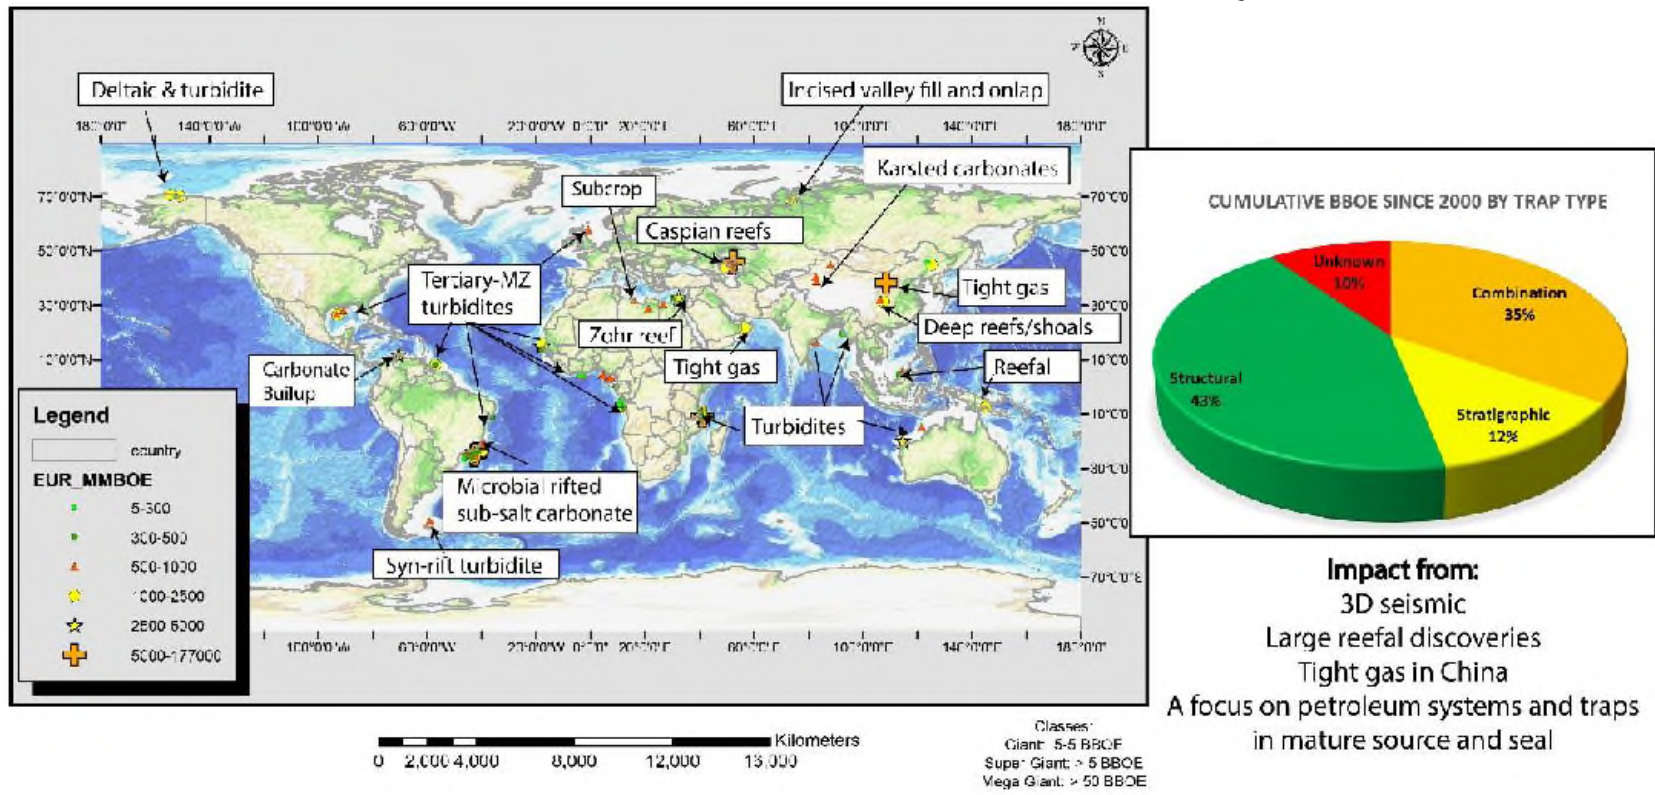 N
E
S
Deltaic & turbidite
Incised valley fill and onlap
Karsted carbonates
Subcrop
Caspian reefs
Tertiary-MZ
turbidites
Tight gas
Zohr reef
Deep reefs/shoals
Tight gas
Reefal
Carbonate
Builup
Turbidites
Microbial rifted
sub-salt carbonate
Syn-rift turbidite
Legend
country
EUR_MMBOE
5-300
300-500
500-1000
1000-2500
2500-5000
5000-177000
Kilometers
0 2,000 4,000 8,000 12,000 16,000
Classes:
Giant: .5-5 BBOE
Super Giant: > 5 BBOE
Mega Giant: > 50 BBOE
CUMULATIVE BBOE SINCE 2000 BY TRAP TYPE
Unknown
10%
Combination
35%
Structural
43%
Stratigraphic
12%
Impact from:
3D seismic
Large reefal discoveries
Tight gas in China
A focus on petroleum systems and traps
in mature source and seal